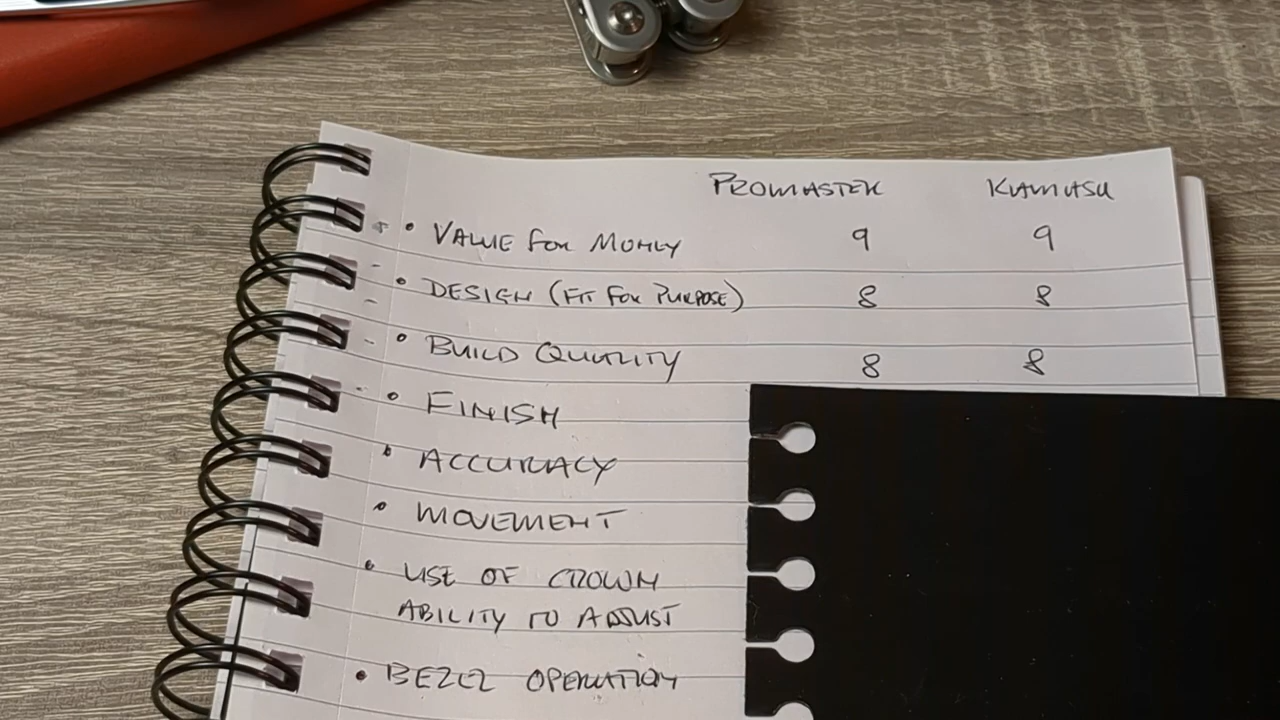 PROMASTER KAMASU
• VALUE FOR MONEY 9 9
• DESIGN (FIT FOR PURPOSE) 8 8
• BUILD QUALITY 8 8
• FINISH
• ACCURACY
• MOVEMENT
• USE OF CROWN
ABILITY TO ADJUST
• BEZEL OPERATION